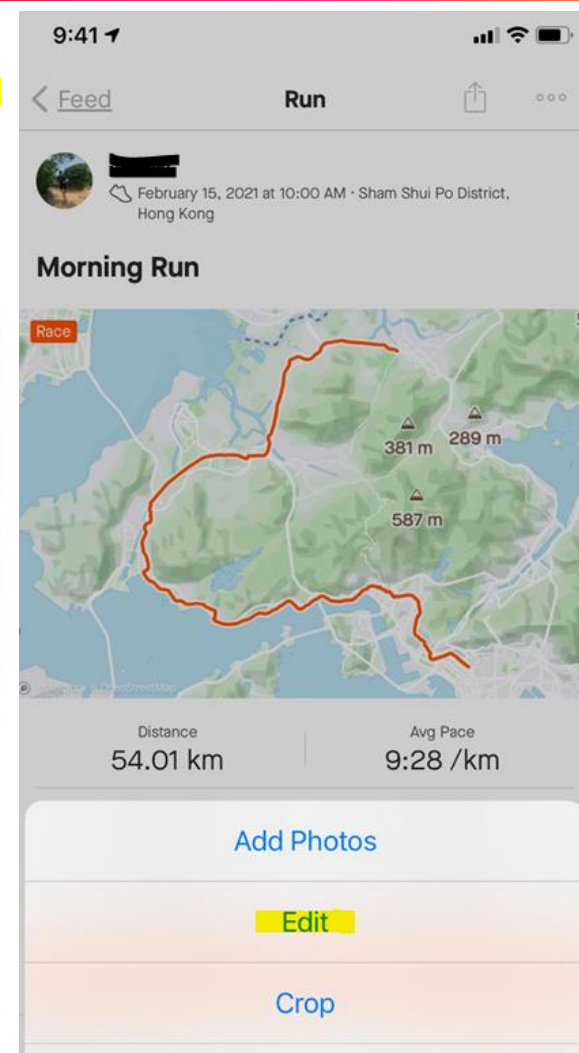 9:41
Feed
Run
February 15, 2021 at 10:00 AM · Sham Shui Po District,
Hong Kong
Morning Run
Race
381 m
289 m
587 m
Distance
Avg Pace
54.01 km
9:28 /km
Add Photos
Edit
Crop